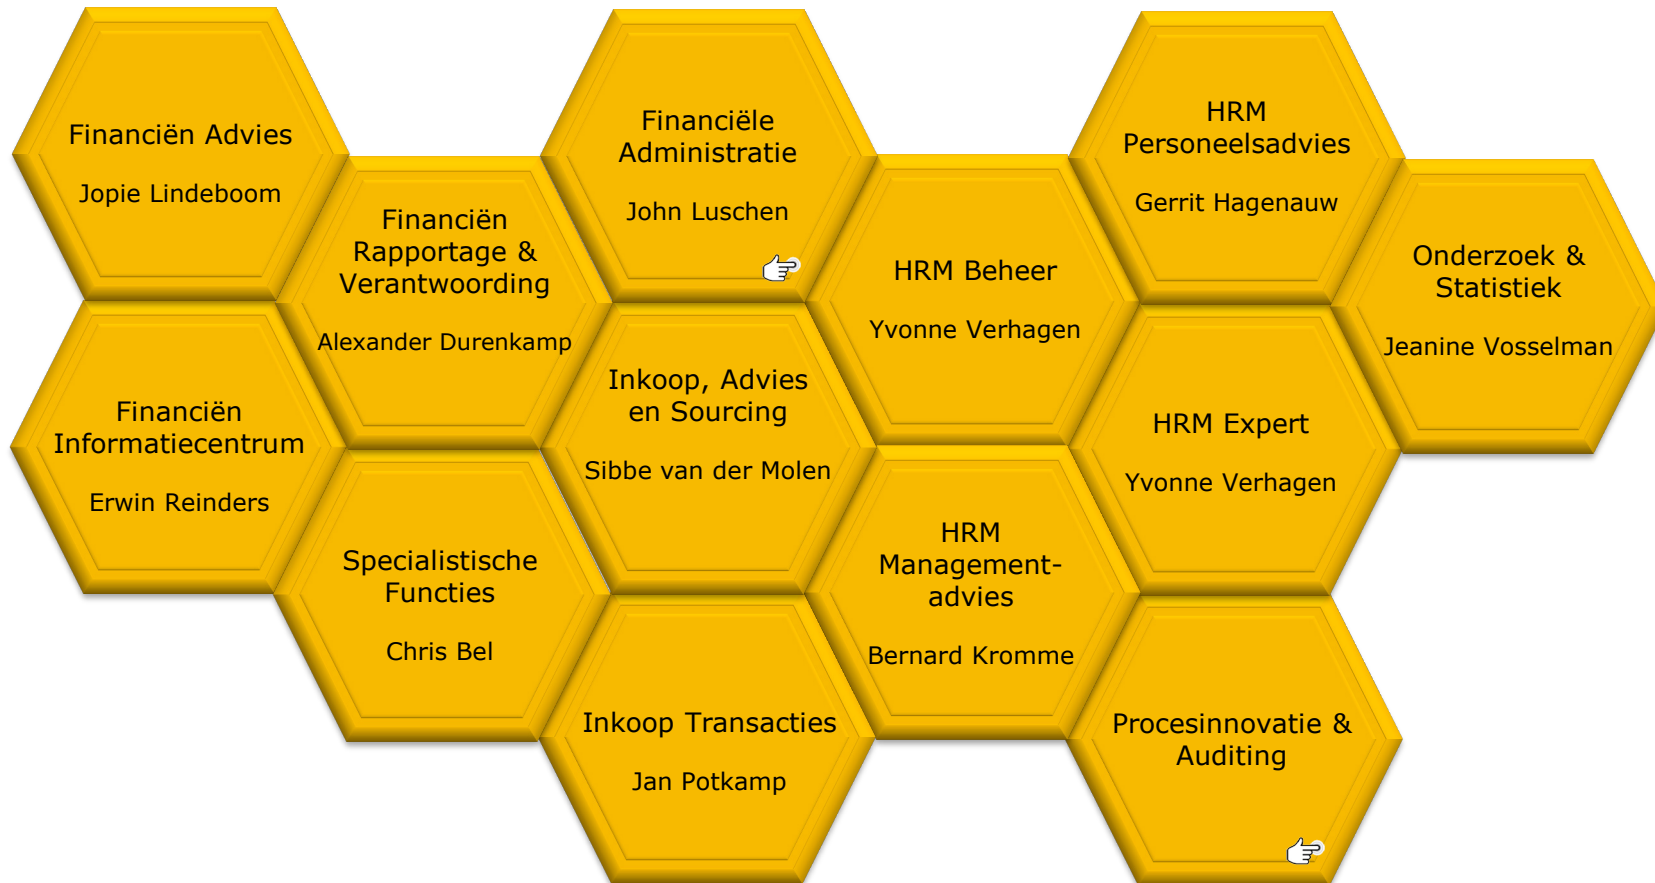 Financiën Advies
Jopie Lindeboom
Financiën
Informatiecentrum
Erwin Reinders
Financiën
Rapportage &
Verantwoording
Alexander Durenkamp
Specialistische
Functies
Chris Bel
Financiële
Administratie
John Luschen
Inkoop, Advies
en Sourcing
Sibbe van der Molen
Inkoop Transacties
Jan Potkamp
HRM Beheer
Yvonne Verhagen
HRM
Management-
advies
Bernard Kromme
HRM
Personeelsadvies
Gerrit Hagenauw
HRM Expert
Yvonne Verhagen
Procesinnovatie &
Auditing
Onderzoek &
Statistiek
Jeanine Vosselman